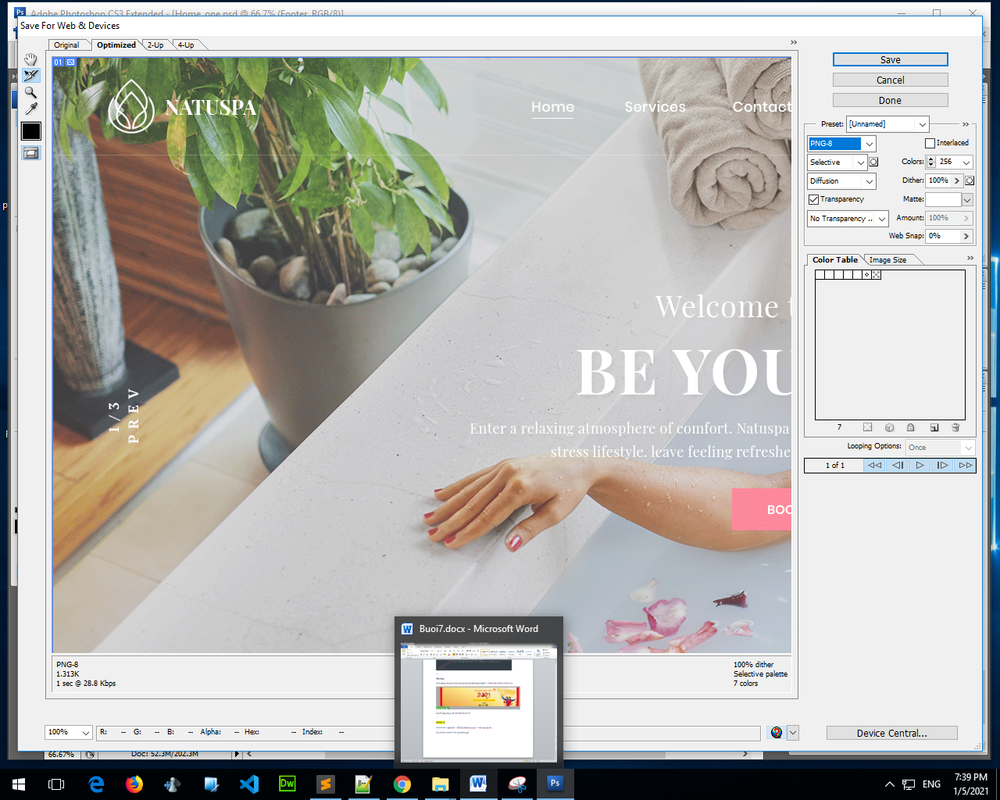 Adobe Photoshop CS3 Extended - [Home_one.psd @ 66.7% (Footer, RGB/8)]
Save For Web & Devices
Original
Optimized
2-Up
4-Up
01
NATUSPA
Home
Services
Contact
Welcome t
BE YOU
Enter a relaxing atmosphere of comfort. Natuspa
stress lifestyle. leave feeling refreshe
BOO
1/3
PREV
Save
Cancel
Done
Preset: [Unnamed]
PNG-8
Interlaced
Selective
Colors: 256
Diffusion
Dither: 100%
Transparency
Matte:
No Transparency ..
Amount: 100%
Web Snap: 0%
Color Table
Image Size
7
Looping Options: Once
1 of 1
PNG-8
1.313K
1 sec @ 28.8 Kbps
100% dither
Selective palette
7 colors
100%
R: -- G: -- B: -- Alpha: -- Hex: -- Index: --
Device Central...
66.67%
Doc: 52.3M/202.3M
Buoi7.docx - Microsoft Word
2021
Dw
Ps
ENG
7:39 PM
1/5/2021